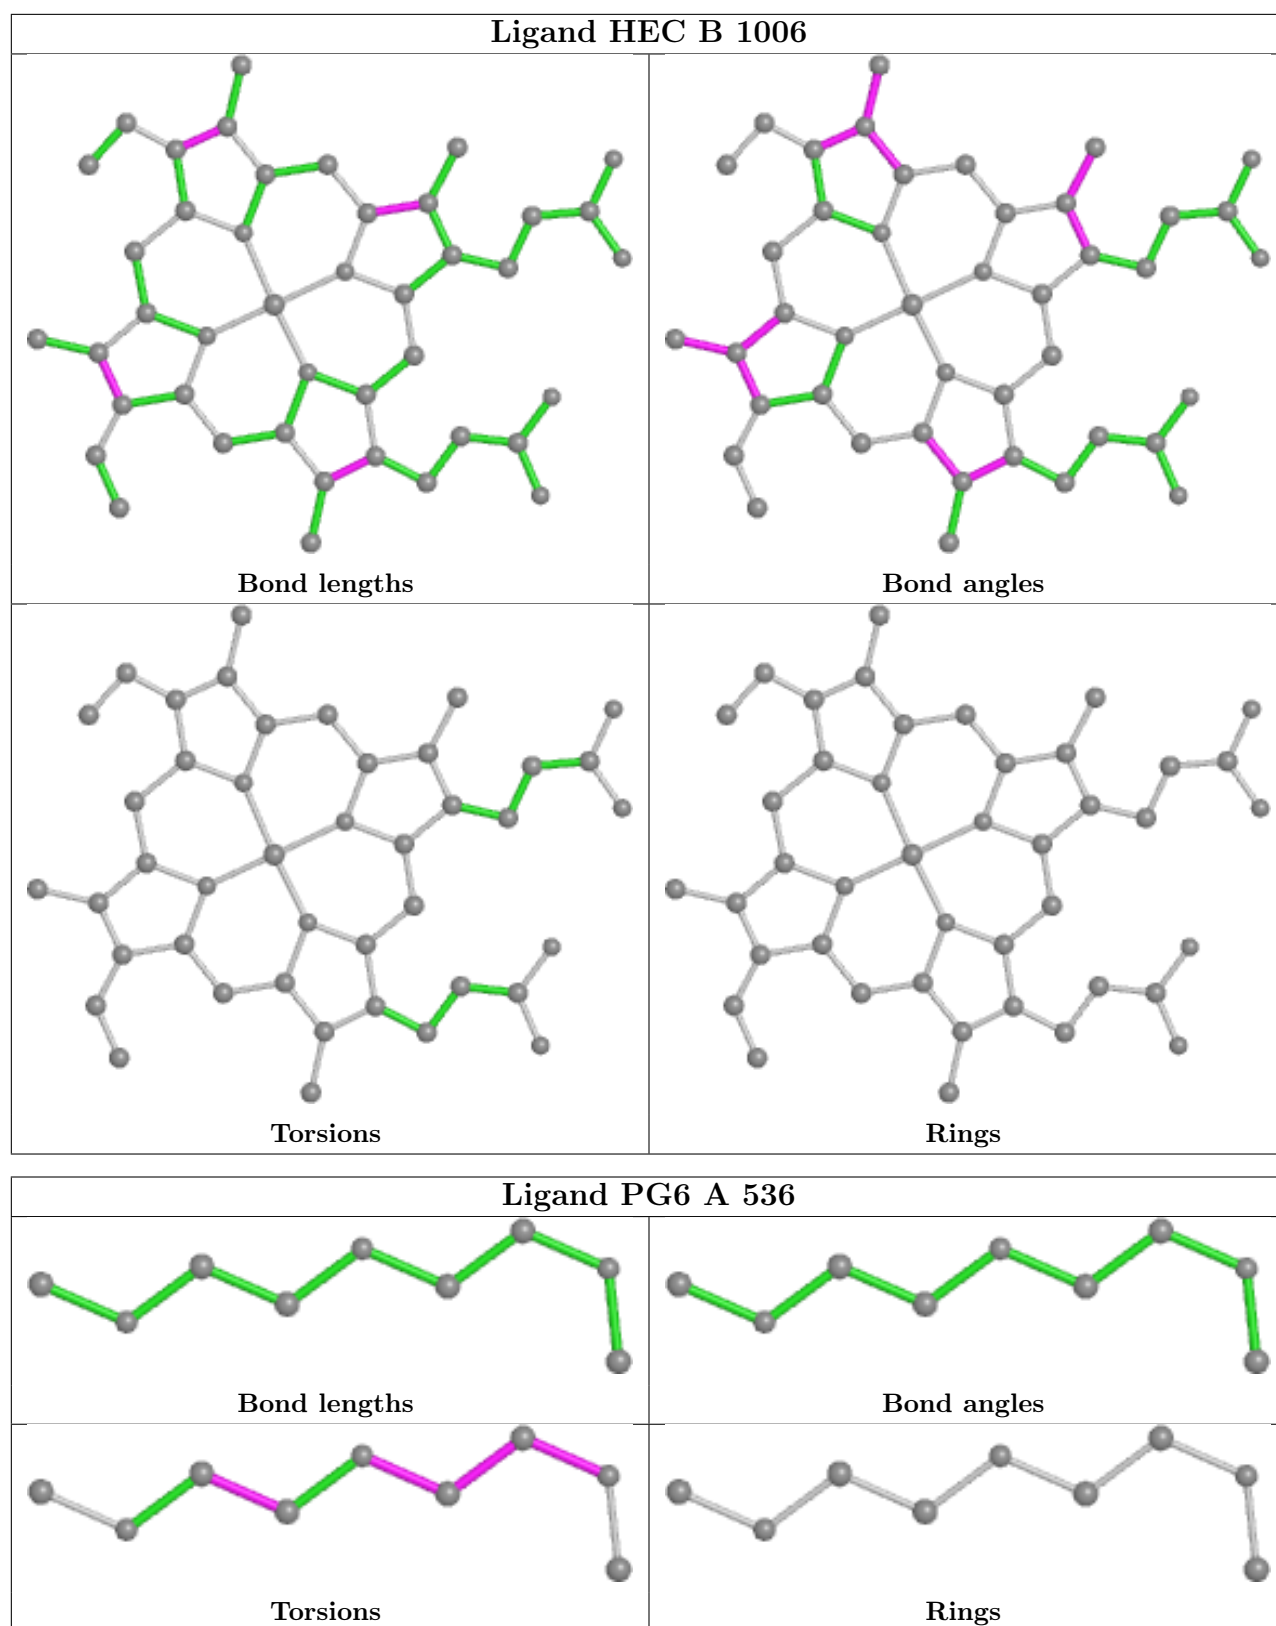 Ligand HEC B 1006
Bond lengths
Bond angles
Torsions
Rings
Ligand PG6 A 536
Bond lengths
Bond angles
Torsions
Rings